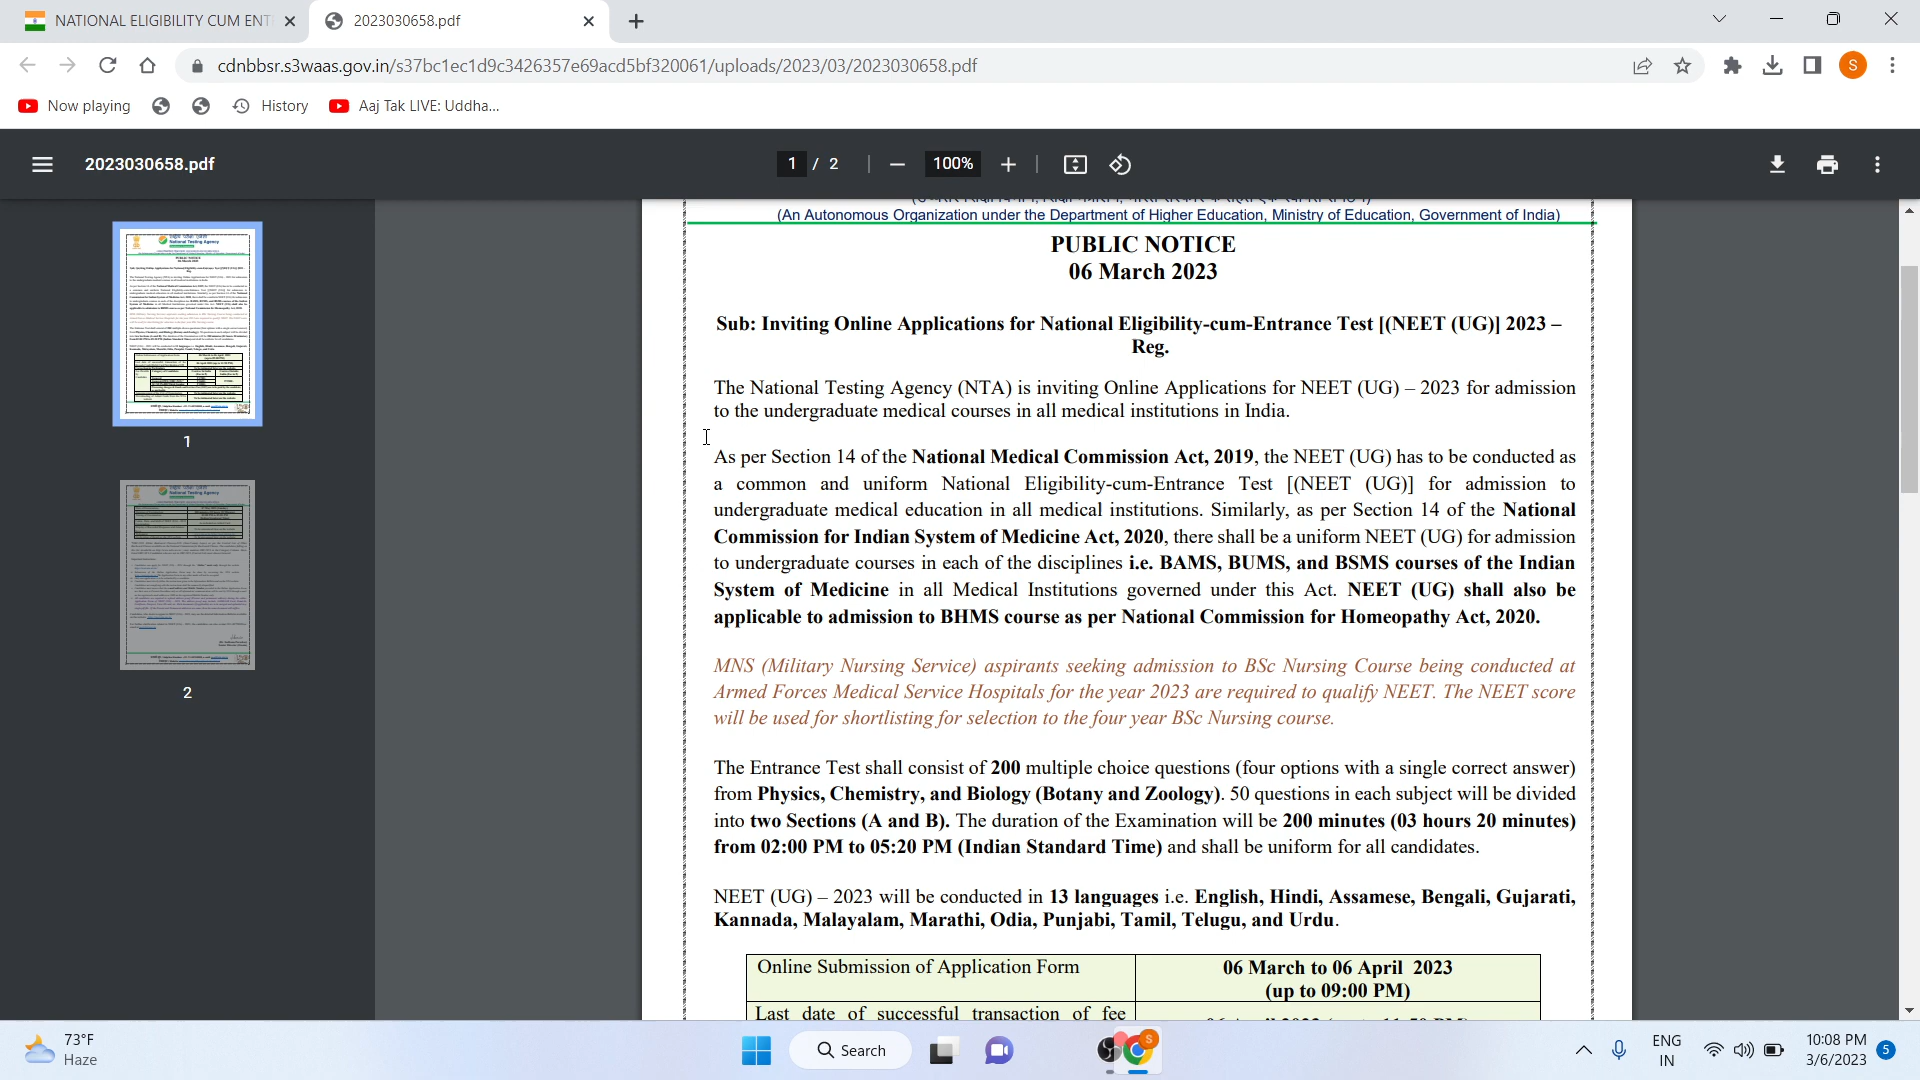 NATIONAL ELIGIBILITY CUM ENT
2023030658.pdf
cdnbbsr.s3waas.gov.in/s37bc1ec1d9c3426357e69acd5bf320061/uploads/2023/03/2023030658.pdf
S
Now playing
History
Aaj Tak LIVE: Uddha...
2023030658.pdf
1 / 2
100%
(An Autonomous Organization under the Department of Higher Education, Ministry of Education, Government of India)
PUBLIC NOTICE
06 March 2023
Sub: Inviting Online Applications for National Eligibility-cum-Entrance Test [(NEET (UG)] 2023 –
Reg.
The National Testing Agency (NTA) is inviting Online Applications for NEET (UG) – 2023 for admission
to the undergraduate medical courses in all medical institutions in India.
As per Section 14 of the National Medical Commission Act, 2019, the NEET (UG) has to be conducted as
a common and uniform National Eligibility-cum-Entrance Test [(NEET (UG)] for admission to
undergraduate medical education in all medical institutions. Similarly, as per Section 14 of the National
Commission for Indian System of Medicine Act, 2020, there shall be a uniform NEET (UG) for admission
to undergraduate courses in each of the disciplines i.e. BAMS, BUMS, and BSMS courses of the Indian
System of Medicine in all Medical Institutions governed under this Act. NEET (UG) shall also be
applicable to admission to BHMS course as per National Commission for Homeopathy Act, 2020.
MNS (Military Nursing Service) aspirants seeking admission to BSc Nursing Course being conducted at
Armed Forces Medical Service Hospitals for the year 2023 are required to qualify NEET. The NEET score
will be used for shortlisting for selection to the four year BSc Nursing course.
The Entrance Test shall consist of 200 multiple choice questions (four options with a single correct answer)
from Physics, Chemistry, and Biology (Botany and Zoology). 50 questions in each subject will be divided
into two Sections (A and B). The duration of the Examination will be 200 minutes (03 hours 20 minutes)
from 02:00 PM to 05:20 PM (Indian Standard Time) and shall be uniform for all candidates.
NEET (UG) – 2023 will be conducted in 13 languages i.e. English, Hindi, Assamese, Bengali, Gujarati,
Kannada, Malayalam, Marathi, Odia, Punjabi, Tamil, Telugu, and Urdu.
Online Submission of Application Form
06 March to 06 April 2023
(up to 09:00 PM)
Last date of successful transaction of fee
National Testing Agency
1
National Testing Agency
2
73°F
Haze
Search
S
ENG
IN
10:08 PM
3/6/2023
5